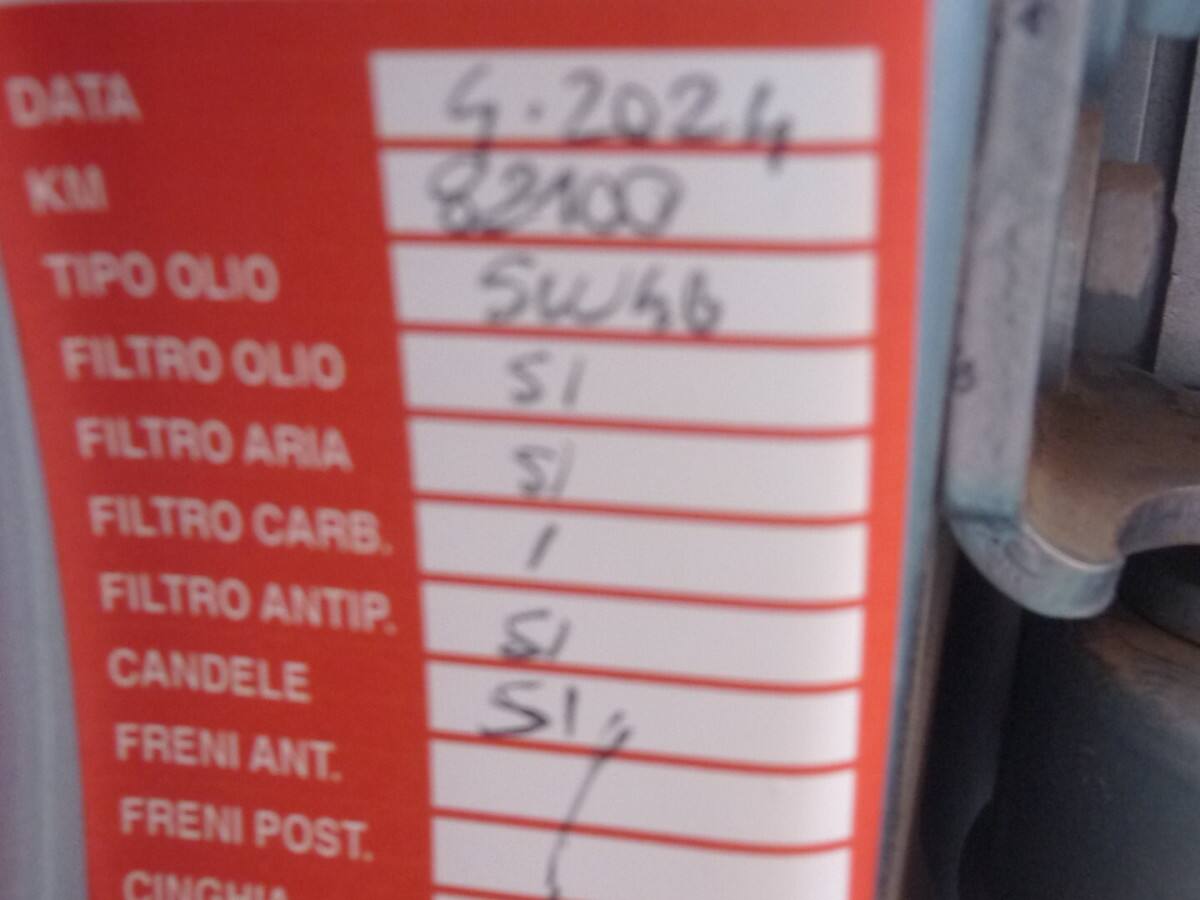 DATA 4.2024
KM 82100
TIPO OLIO 5W40
FILTRO OLIO SI
FILTRO ARIA SI
FILTRO CARB. /
FILTRO ANTIP. SI
CANDELE SI
FRENI ANT.
FRENI POST.
CINGHIA